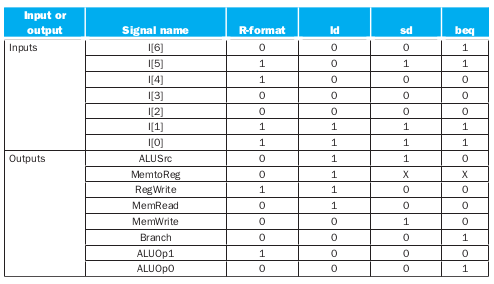 Input or output Signal name R-format ld sd beq
Inputs I[6] 0 0 0 1
I[5] 1 0 1 1
I[4] 1 0 0 0
I[3] 0 0 0 0
I[2] 0 0 0 0
I[1] 1 1 1 1
I[0] 1 1 1 1
Outputs ALUSrc 0 1 1 0
MemtoReg 0 1 X X
RegWrite 1 1 0 0
MemRead 0 1 0 0
MemWrite 0 0 1 0
Branch 0 0 0 1
ALUOp1 1 0 0 0
ALUOp0 0 0 0 1